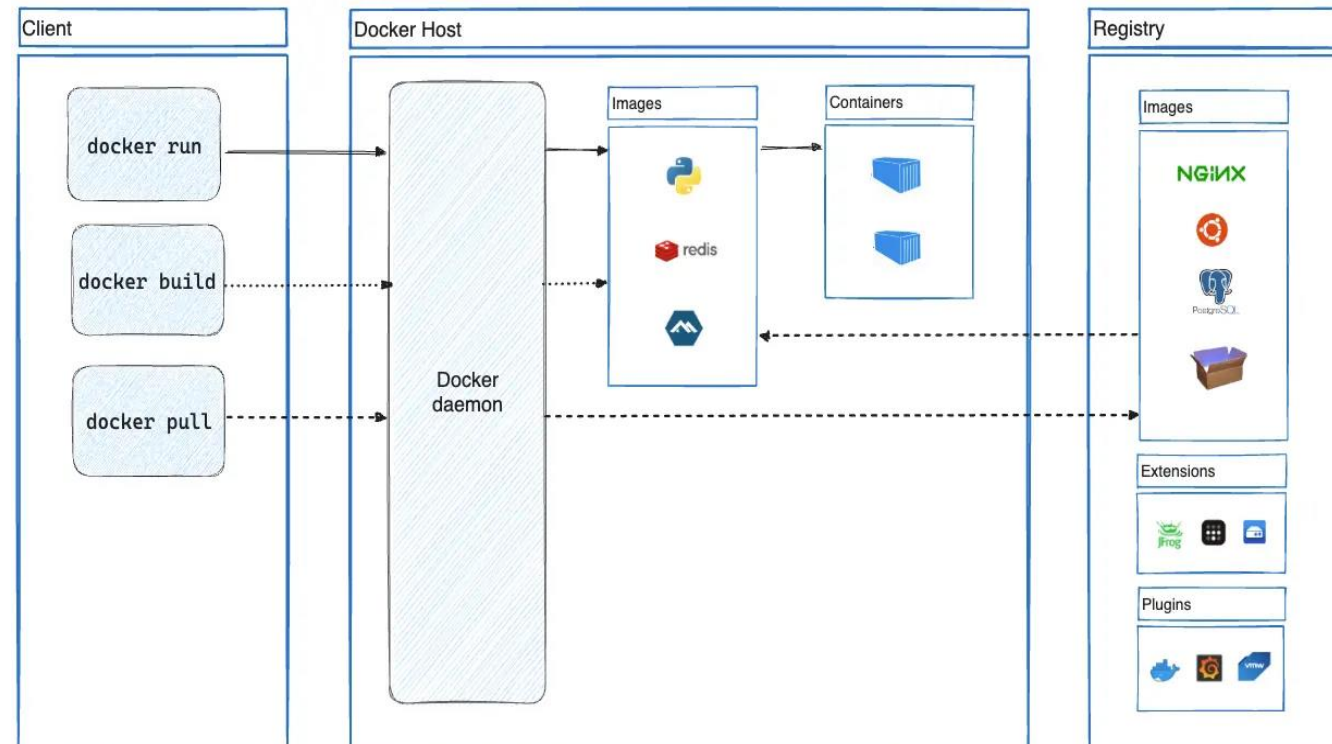 Client
docker run
docker build
docker pull
Docker Host
Docker
daemon
Images
redis
Containers
Registry
Images
NGiNX
PostgreSQL
Extensions
JFrog
Plugins
vmw